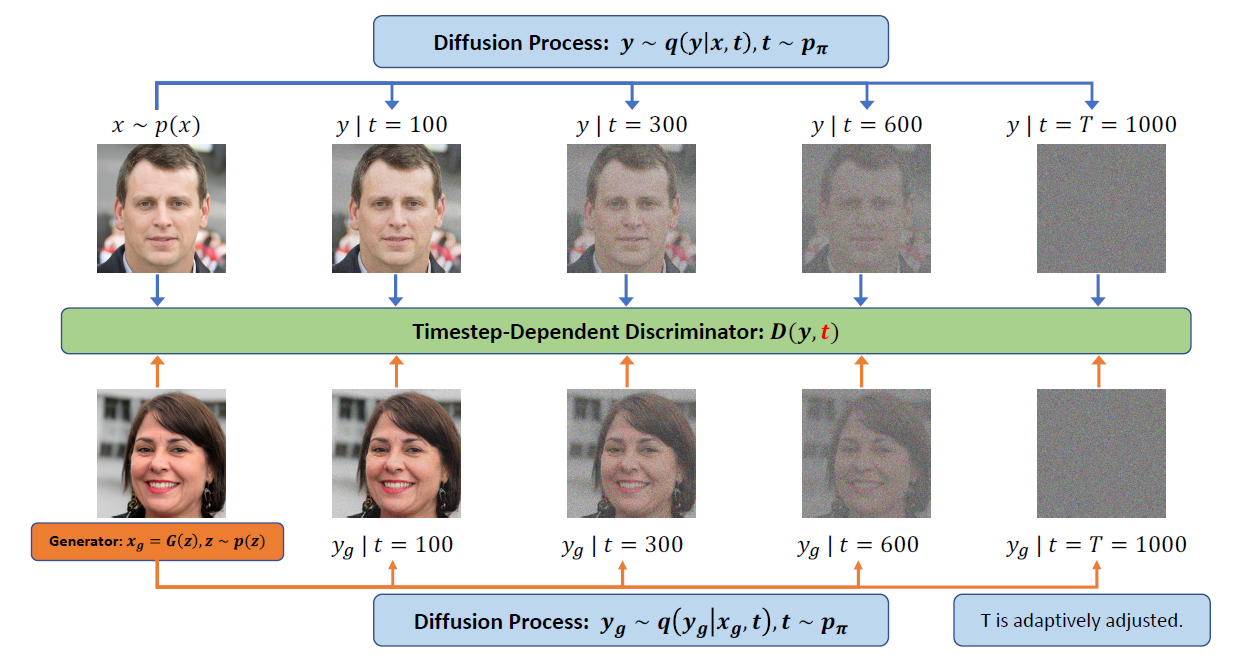 Diffusion Process: y ~ q(y|x, t), t ~ p_π
x ~ p(x)
y | t = 100
y | t = 300
y | t = 600
y | t = T = 1000
Timestep-Dependent Discriminator: D(y, t)
Generator: x_g = G(z), z ~ p(z)
y_g | t = 100
y_g | t = 300
y_g | t = 600
y_g | t = T = 1000
Diffusion Process: y_g ~ q(y_g|x_g, t), t ~ p_π
T is adaptively adjusted.